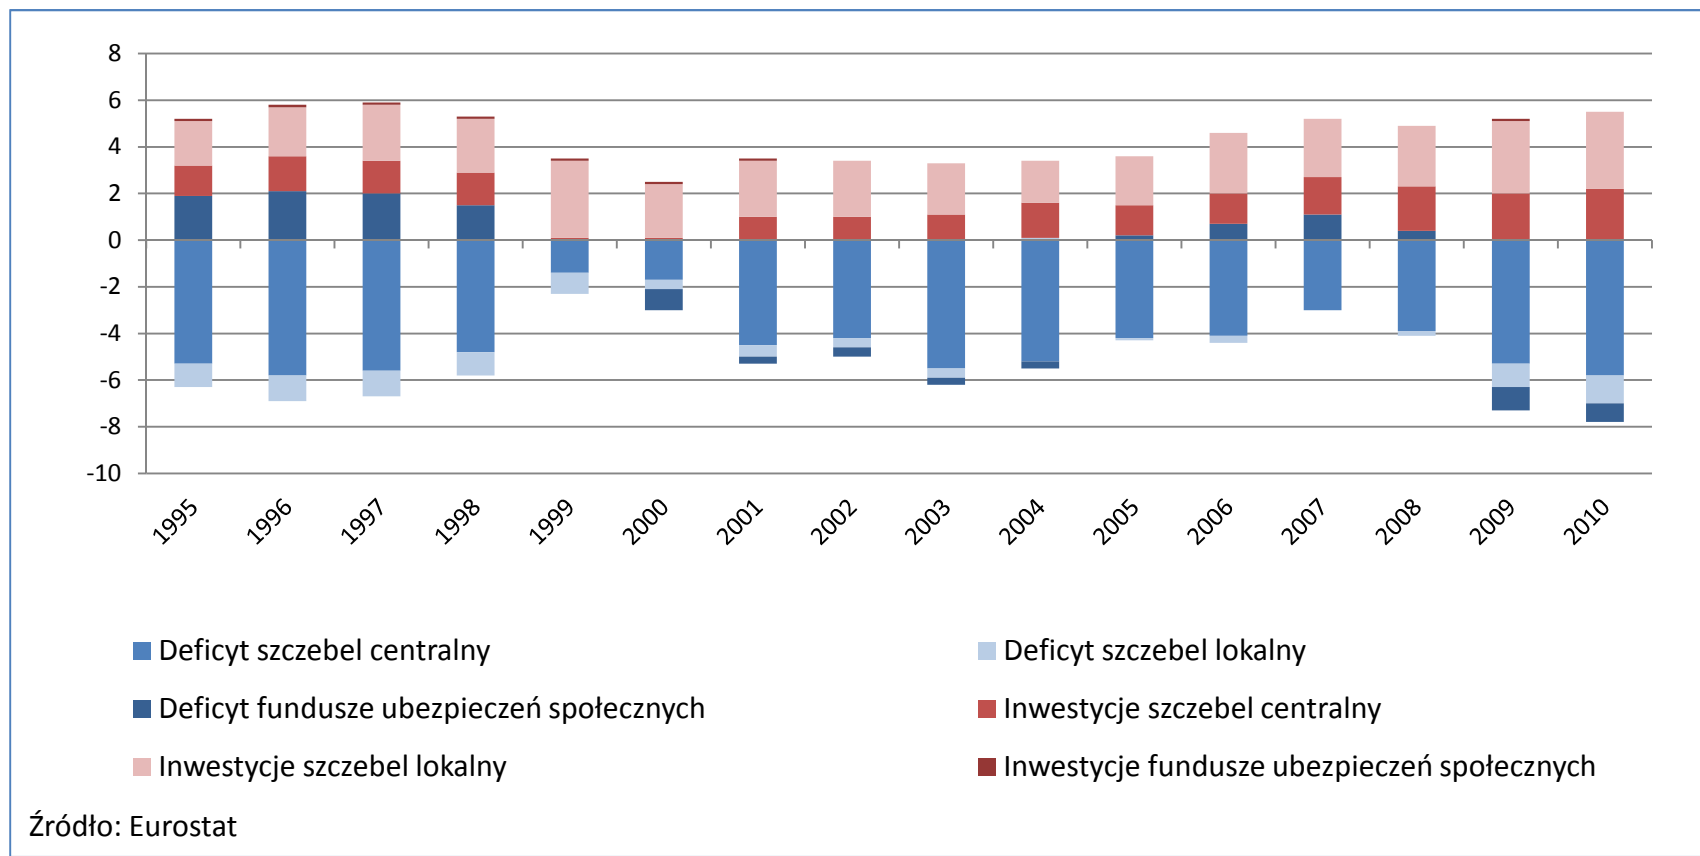 8
6
4
2
0
-2
-4
-6
-8
-10
1995 1996 1997 1998 1999 2000 2001 2002 2003 2004 2005 2006 2007 2008 2009 2010
Deficyt szczebel centralny Deficyt szczebel lokalny
Deficyt fundusze ubezpieczeń społecznych Inwestycje szczebel centralny
Inwestycje szczebel lokalny Inwestycje fundusze ubezpieczeń społecznych
Źródło: Eurostat